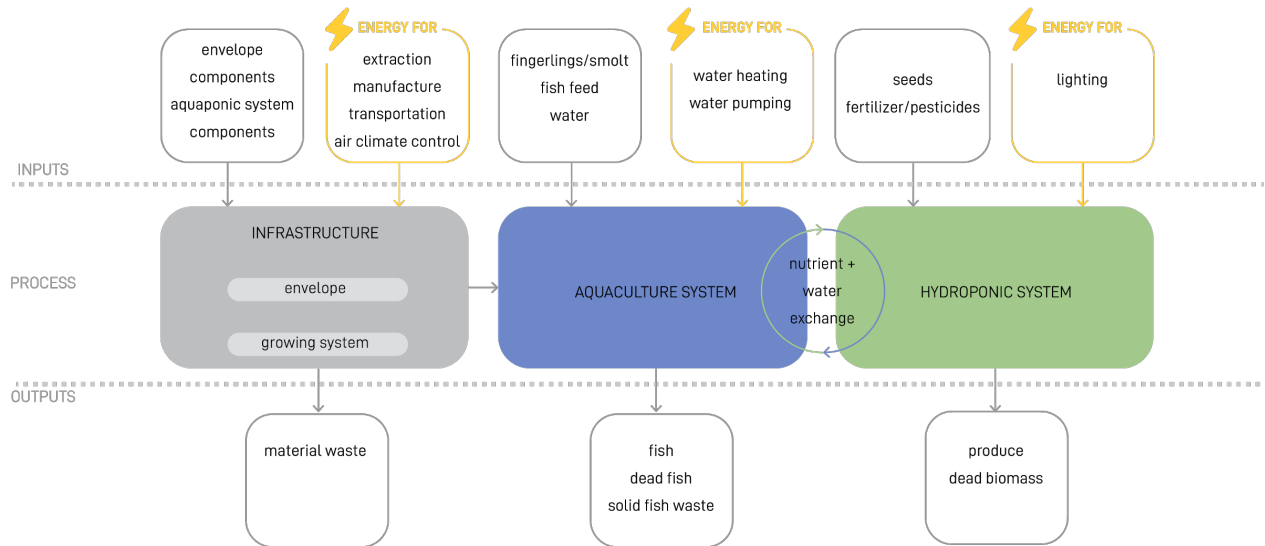 envelope
components
aquaponic system
components
ENERGY FOR
extraction
manufacture
transportation
air climate control
fingerlings/smolt
fish feed
water
ENERGY FOR
water heating
water pumping
seeds
fertilizer/pesticides
ENERGY FOR
lighting
INPUTS
PROCESS
INFRASTRUCTURE
envelope
growing system
AQUACULTURE SYSTEM
nutrient +
water
exchange
HYDROPONIC SYSTEM
OUTPUTS
material waste
fish
dead fish
solid fish waste
produce
dead biomass